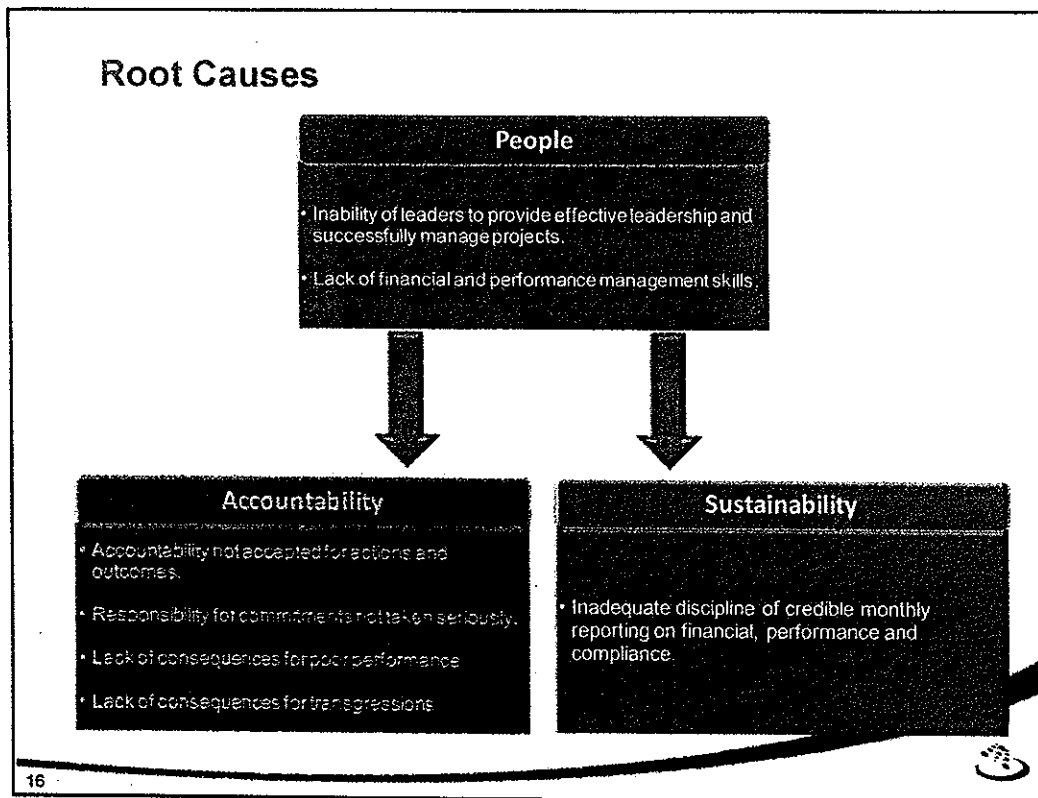 Root Causes
People
• Inability of leaders to provide effective leadership and
successfully manage projects.
• Lack of financial and performance management skills.
Accountability
• Accountability not accepted for actions and
outcomes.
• Responsibility for commitments not taken seriously.
• Lack of consequences for poor performance
• Lack of consequences for transgressions
Sustainability
• Inadequate discipline of credible monthly
reporting on financial, performance and
compliance.
16